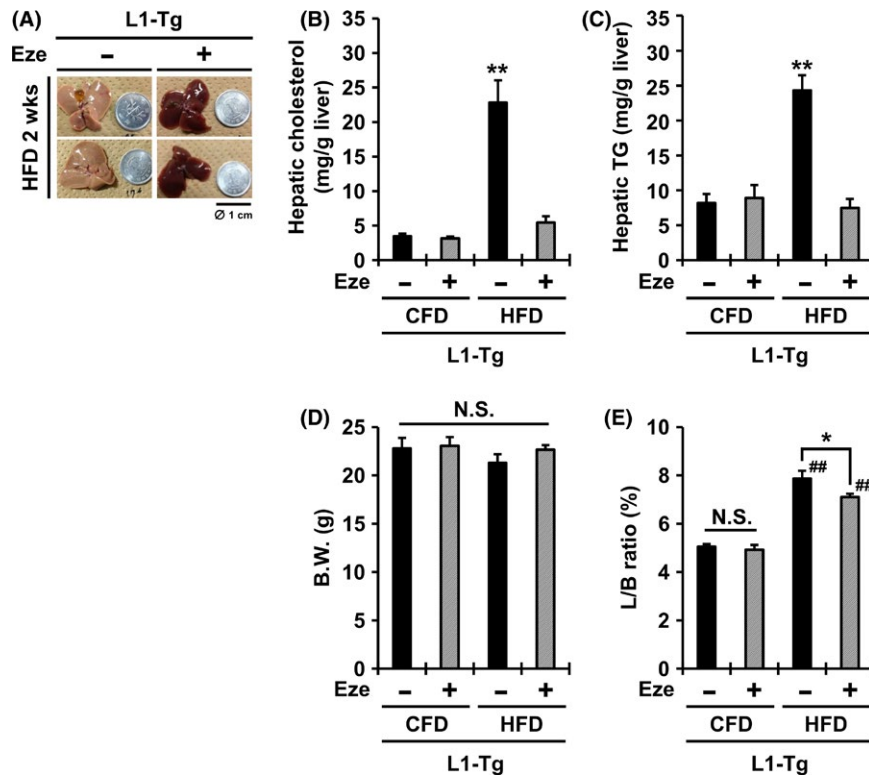 (A)
L1-Tg
Eze − +
HFD 2 wks
Ø 1 cm
(B)
Hepatic cholesterol
(mg/g liver)
35
30
25
20
15
10
5
0
**
Eze − + − +
CFD HFD
L1-Tg
(C)
Hepatic TG (mg/g liver)
35
30
25
20
15
10
5
0
**
Eze − + − +
CFD HFD
L1-Tg
(D)
B.W. (g)
25
20
15
10
5
0
N.S.
Eze − + − +
CFD HFD
L1-Tg
(E)
L/B ratio (%)
10
8
6
4
2
0
N.S.
*
##
##
Eze − + − +
CFD HFD
L1-Tg